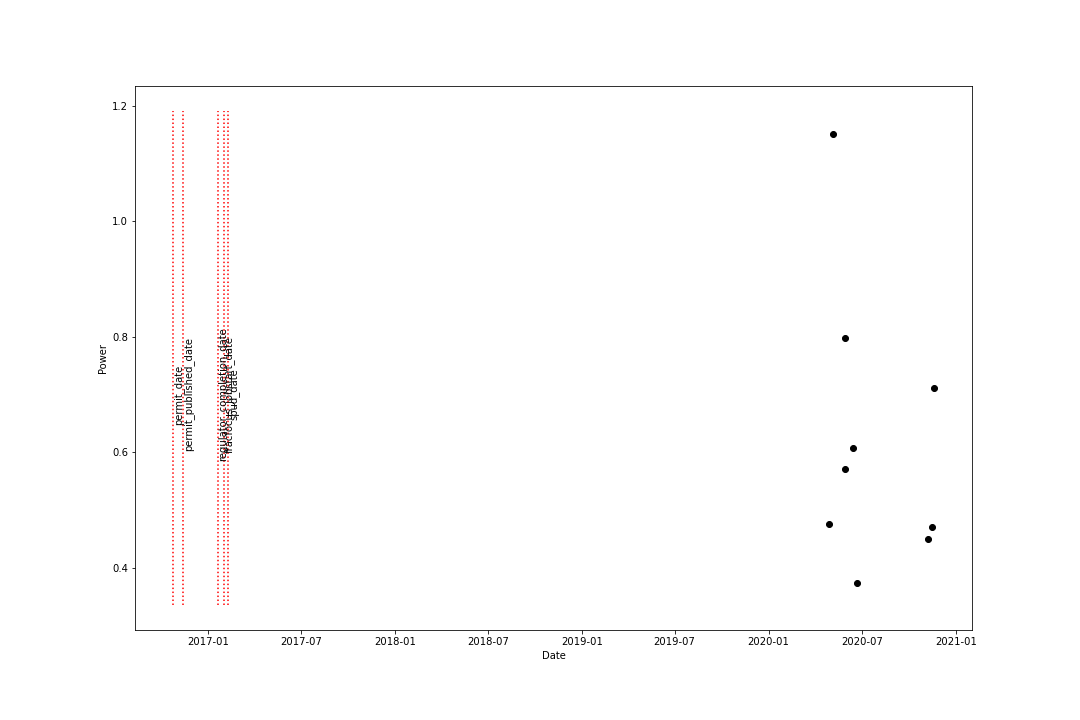 1.2
1.0
0.8
0.6
0.4
Power
permit_date
permit_published_date
regulator_completion_date
spud_date
2017-01
2017-07
2018-01
2018-07
2019-01
2019-07
2020-01
2020-07
2021-01
Date